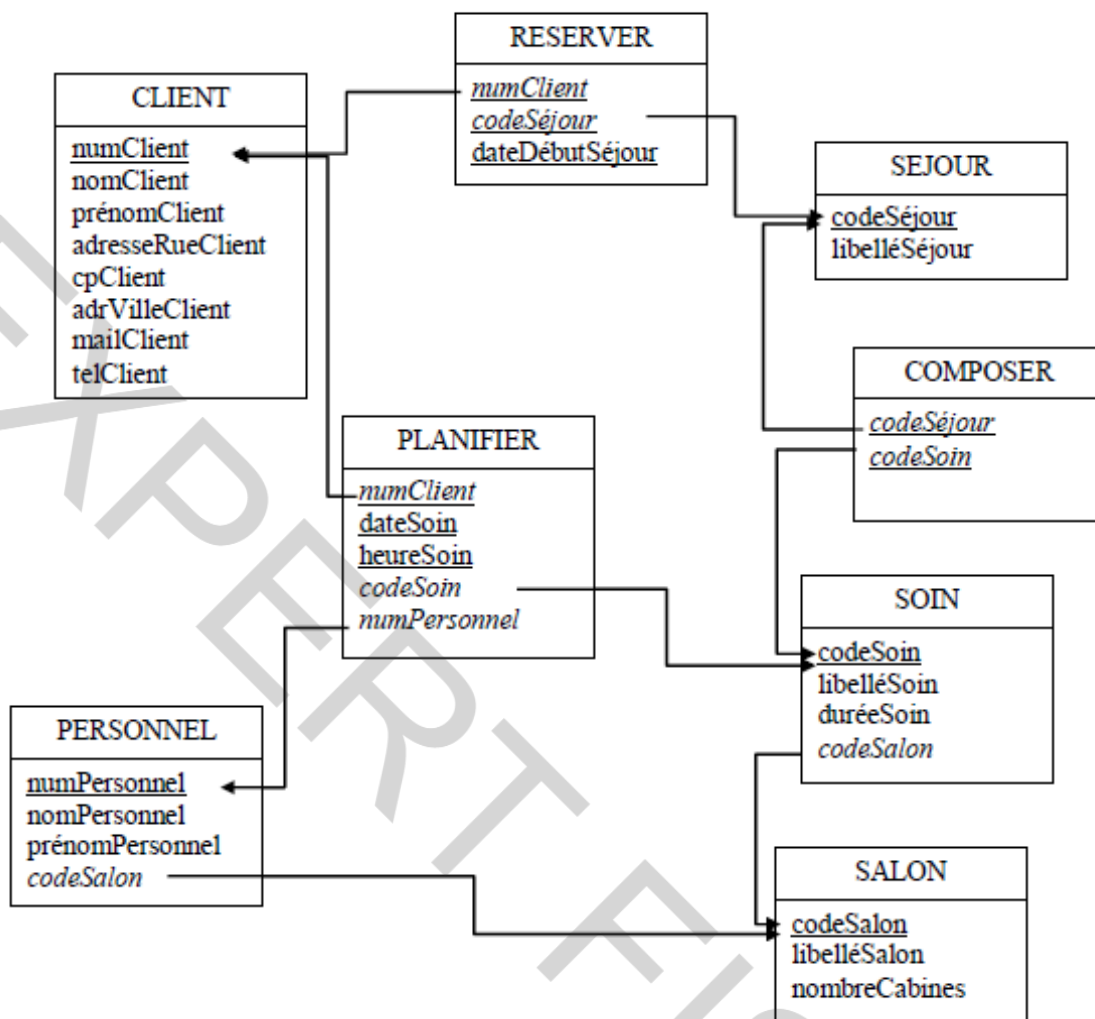 RESERVER
numClient
codeSéjour
dateDébutSéjour
CLIENT
numClient
nomClient
prénomClient
adresseRueClient
cpClient
adrVilleClient
mailClient
telClient
SEJOUR
codeSéjour
libelléSéjour
COMPOSER
codeSéjour
codeSoin
PLANIFIER
numClient
dateSoin
heureSoin
codeSoin
numPersonnel
SOIN
codeSoin
libelléSoin
duréeSoin
codeSalon
PERSONNEL
numPersonnel
nomPersonnel
prénomPersonnel
codeSalon
SALON
codeSalon
libelléSalon
nombreCabines
EXPERT